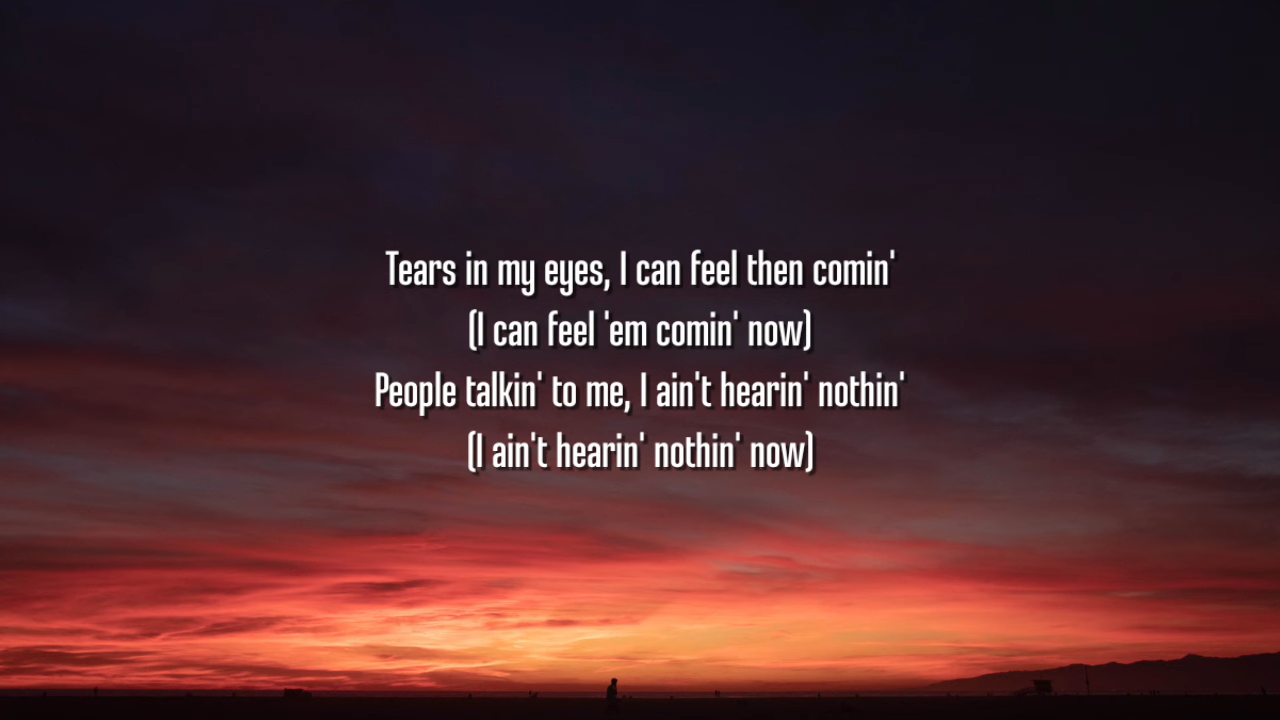 Tears in my eyes, I can feel then comin'
(I can feel 'em comin' now)
People talkin' to me, I ain't hearin' nothin'
(I ain't hearin' nothin' now)